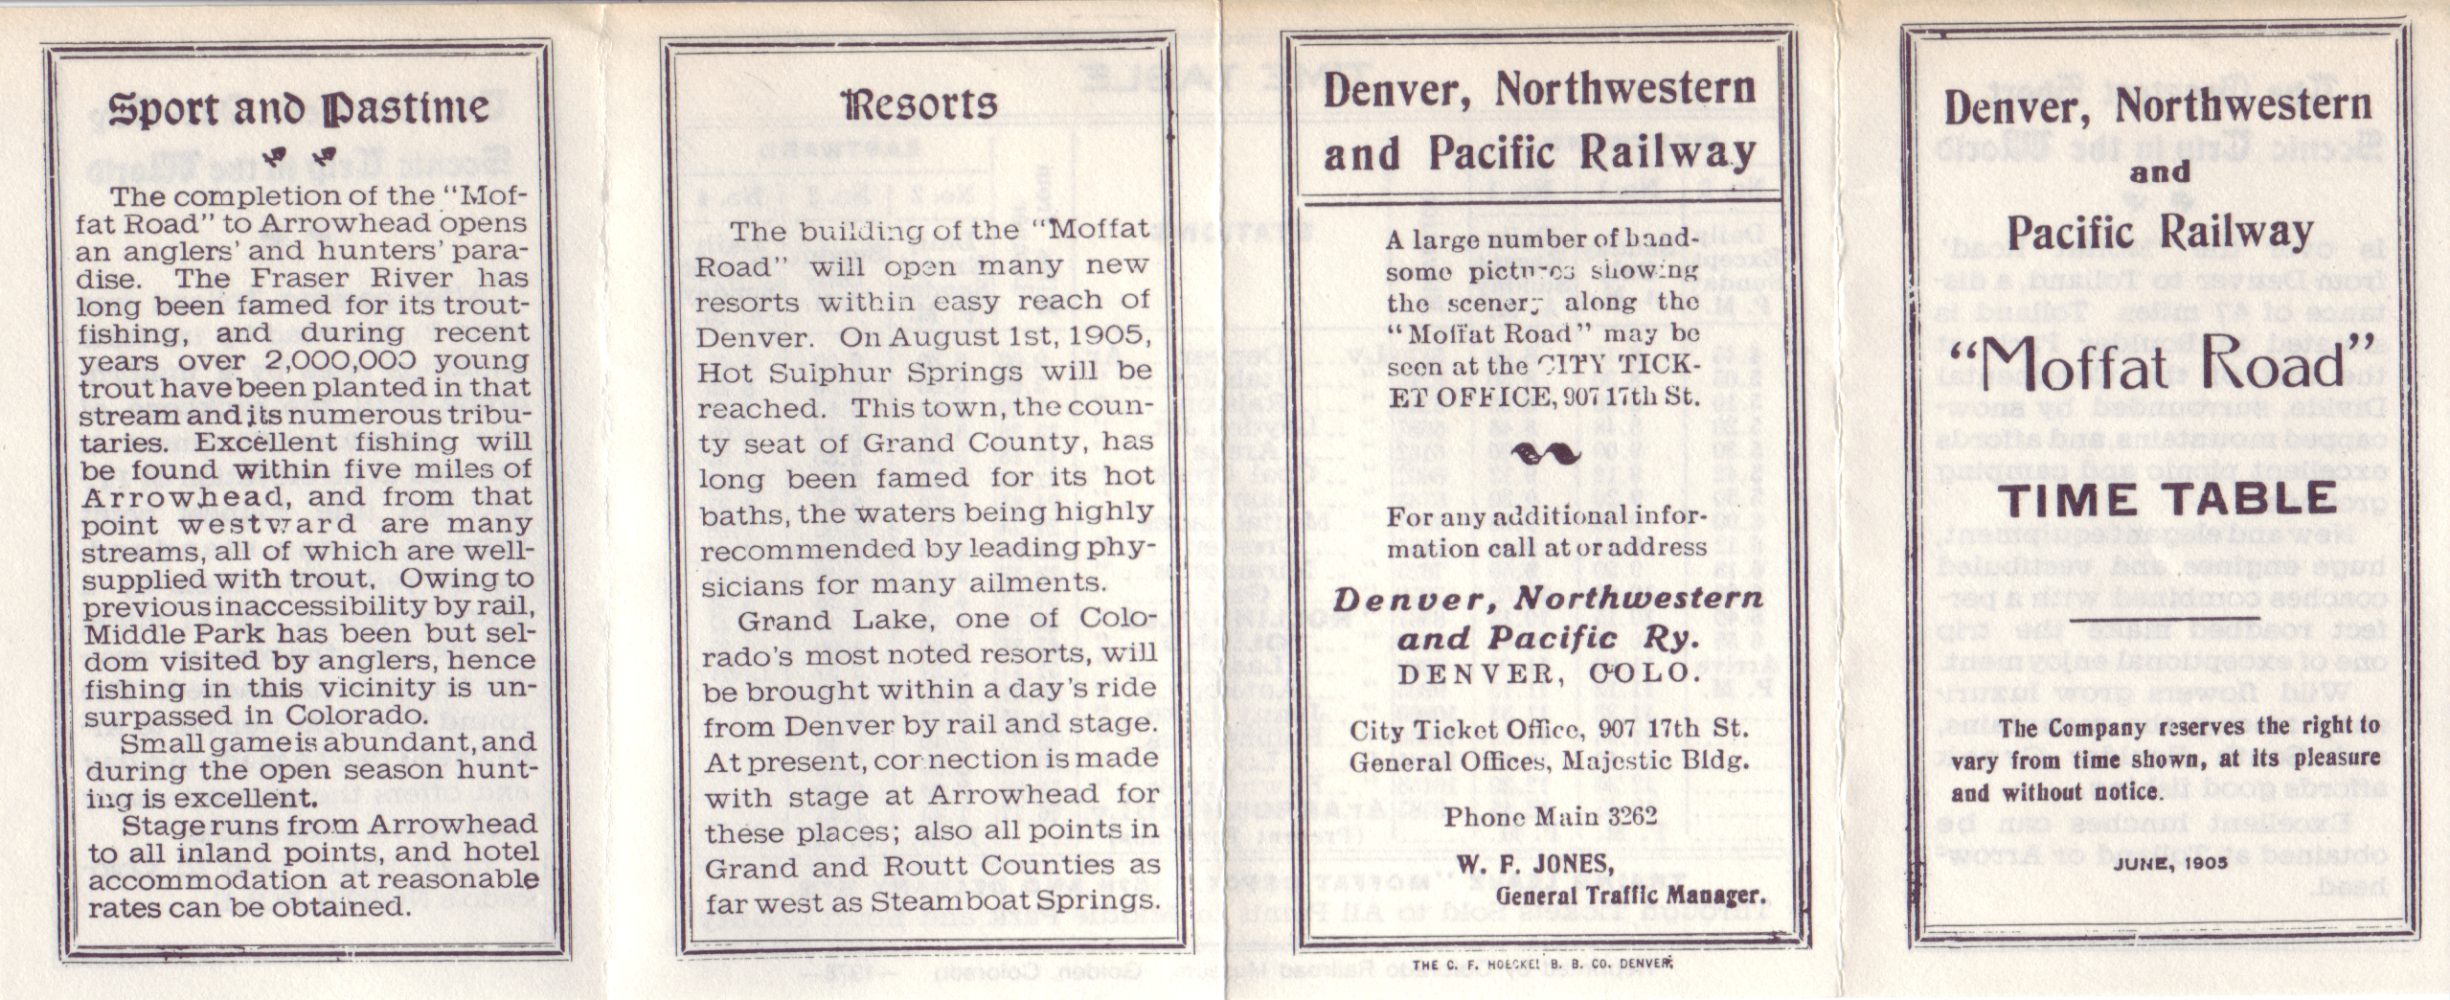 Sport and Pastime
The completion of the "Mof-
fat Road" to Arrowhead opens
an anglers' and hunters' para-
dise. The Fraser River has
long been famed for its trout-
fishing, and during recent
years over 2,000,000 young
trout have been planted in that
stream and its numerous tribu-
taries. Excellent fishing will
be found within five miles of
Arrowhead, and from that
point westward are many
streams, all of which are well-
supplied with trout. Owing to
previous inaccessibility by rail,
Middle Park has been but sel-
dom visited by anglers, hence
fishing in this vicinity is un-
surpassed in Colorado.
Small game is abundant, and
during the open season hunt-
ing is excellent.
Stage runs from Arrowhead
to all inland points, and hotel
accommodation at reasonable
rates can be obtained.
Resorts
The building of the "Moffat
Road" will open many new
resorts within easy reach of
Denver. On August 1st, 1905,
Hot Sulphur Springs will be
reached. This town, the coun-
ty seat of Grand County, has
long been famed for its hot
baths, the waters being highly
recommended by leading phy-
sicians for many ailments.
Grand Lake, one of Colo-
rado's most noted resorts, will
be brought within a day's ride
from Denver by rail and stage.
At present, connection is made
with stage at Arrowhead for
these places; also all points in
Grand and Routt Counties as
far west as Steamboat Springs.
Denver, Northwestern
and Pacific Railway
A large number of hand-
some pictures showing
the scenery along the
"Moffat Road" may be
seen at the CITY TICK-
ET OFFICE, 907 17th St.
For any additional infor-
mation call at or address
Denver, Northwestern
and Pacific Ry.
DENVER, COLO.
City Ticket Office, 907 17th St.
General Offices, Majestic Bldg.
Phone Main 3262
W. F. JONES,
General Traffic Manager.
THE C. F. HOECKEL B. B. CO. DENVER,
Denver, Northwestern
and
Pacific Railway
"Moffat Road"
TIME TABLE
The Company reserves the right to
vary from time shown, at its pleasure
and without notice.
JUNE, 1905